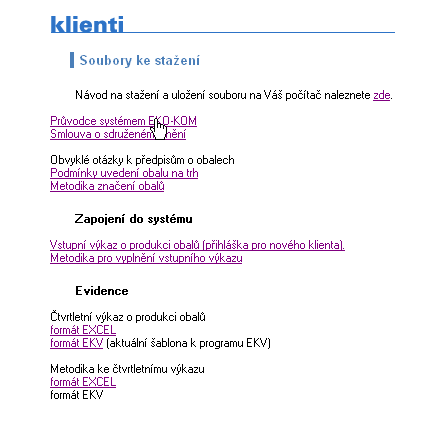 klienti
Soubory ke stažení
Návod na stažení a uložení souboru na Váš počítač naleznete zde.
Průvodce systémem EKO-KOM
Smlouva o sdruženém plnění
Obvyklé otázky k předpisům o obalech
Podmínky uvedení obalu na trh
Metodika značení obalů
Zapojení do systému
Vstupní výkaz o produkci obalů (přihláška pro nového klienta).
Metodika pro vyplnění vstupního výkazu
Evidence
Čtvrtletní výkaz o produkci obalů
formát EXCEL
formát EKV (aktuální šablona k programu EKV)
Metodika ke čtvrtletnímu výkazu
formát EXCEL
formát EKV